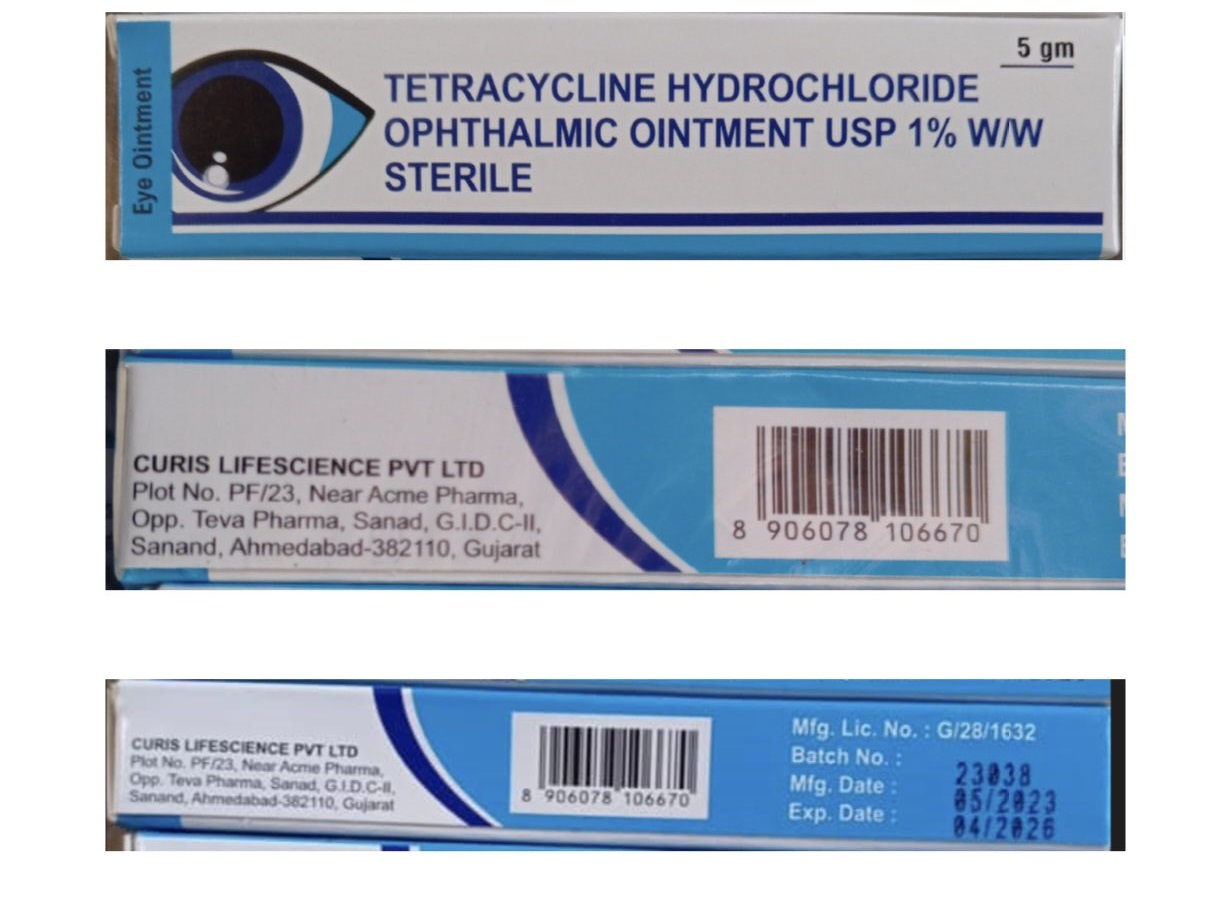 Eye Ointment
5 gm
TETRACYCLINE HYDROCHLORIDE
OPHTHALMIC OINTMENT USP 1% W/W
STERILE
CURIS LIFESCIENCE PVT LTD
Plot No. PF/23, Near Acme Pharma,
Opp. Teva Pharma, Sanad, G.I.D.C-II,
Sanand, Ahmedabad-382110, Gujarat
8 906078 106670
CURIS LIFESCIENCE PVT LTD
Plot No. PF/23, Near Acme Pharma,
Opp. Teva Pharma, Sanad, G.I.D.C-II,
Sanand, Ahmedabad-382110, Gujarat
8 906078 106670
Mfg. Lic. No. : G/28/1632
Batch No. : 23038
Mfg. Date : 05/2023
Exp. Date : 04/2026